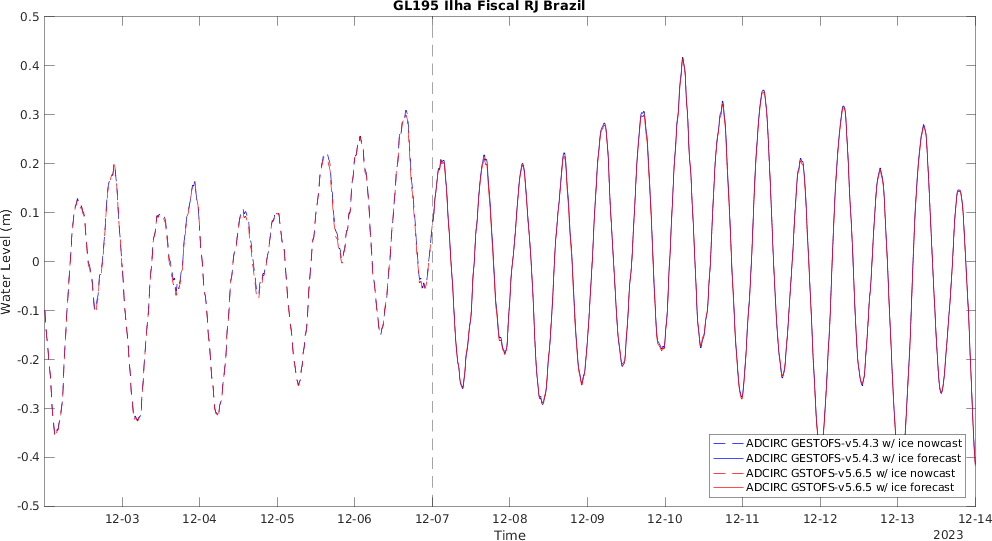 GL195 Ilha Fiscal RJ Brazil
0.5
0.4
0.3
0.2
0.1
0
-0.1
-0.2
-0.3
-0.4
-0.5
Water Level (m)
ADCIRC GESTOFS-v5.4.3 w/ ice nowcast
ADCIRC GESTOFS-v5.4.3 w/ ice forecast
ADCIRC GSTOFS-v5.6.5 w/ ice nowcast
ADCIRC GSTOFS-v5.6.5 w/ ice forecast
12-03 12-04 12-05 12-06 12-07 12-08 12-09 12-10 12-11 12-12 12-13 12-14
Time
2023